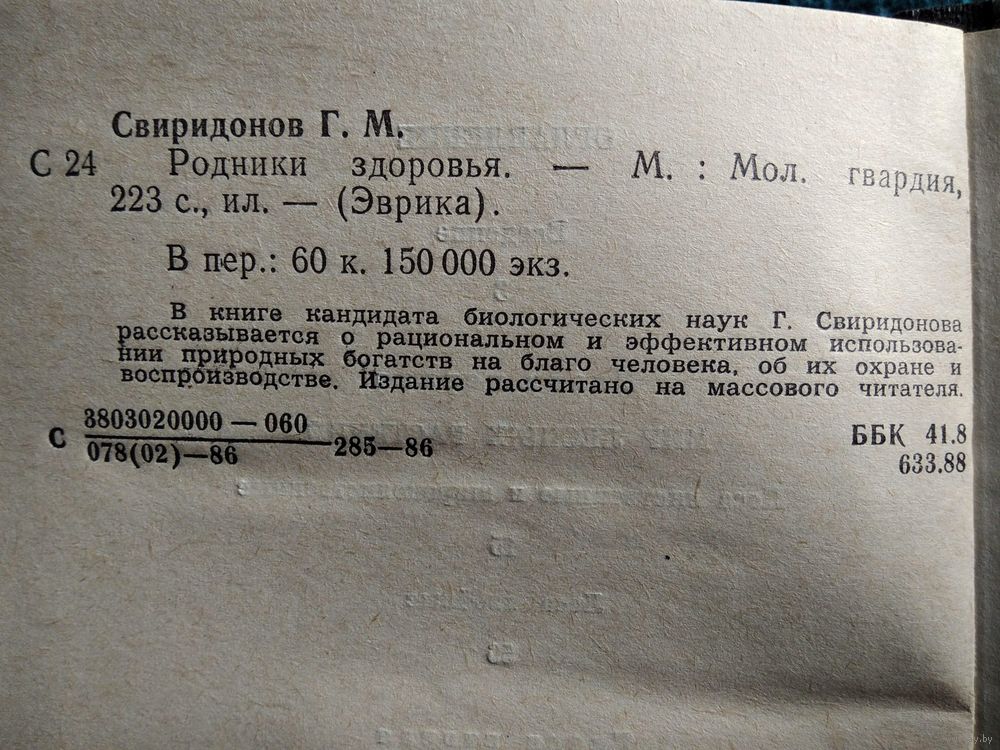 Свиридонов Г. М.
С 24 Родники здоровья. — М. : Мол. гвардия,
223 с., ил. — (Эврика).
В пер.: 60 к. 150 000 экз.
В книге кандидата биологических наук Г. Свиридонова
рассказывается о рациональном и эффективном использова-
нии природных богатств на благо человека, об их охране и
воспроизводстве. Издание рассчитано на массового читателя.
С 3803020000—060
078(02)—86 285—86
ББК 41.8
633.88